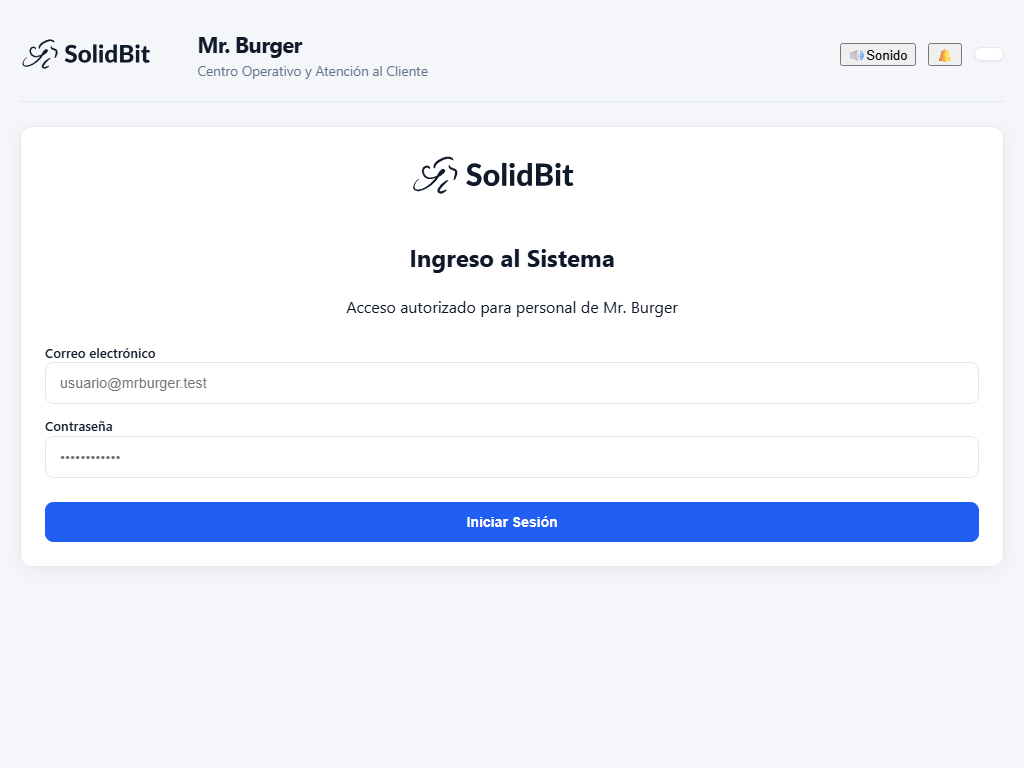 SolidBit
Mr. Burger
Centro Operativo y Atención al Cliente
Sonido
SolidBit
Ingreso al Sistema
Acceso autorizado para personal de Mr. Burger
Correo electrónico
usuario@mrburger.test
Contraseña
••••••••••••
Iniciar Sesión